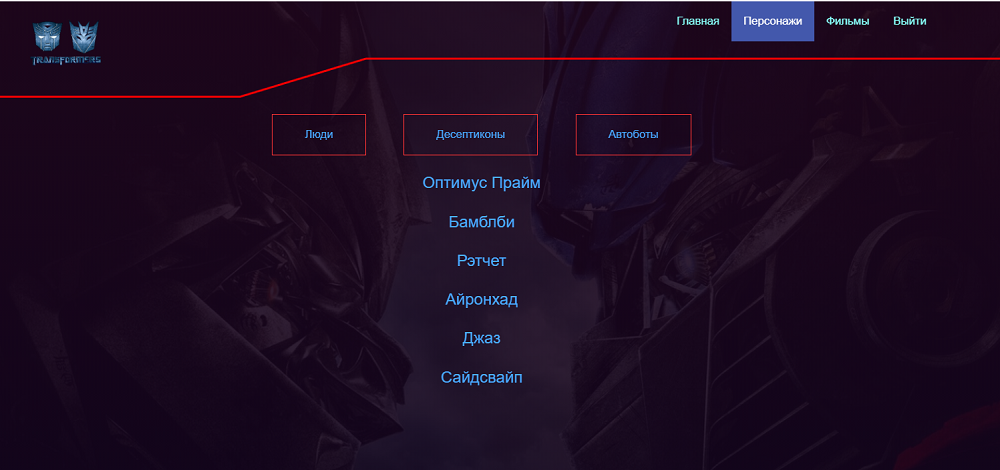 Главная Персонажи Фильмы Выйти
TRANSFORMERS
Люди Десептиконы Автоботы
Оптимус Прайм
Бамблби
Рэтчет
Айронхад
Джаз
Сайдсвайп